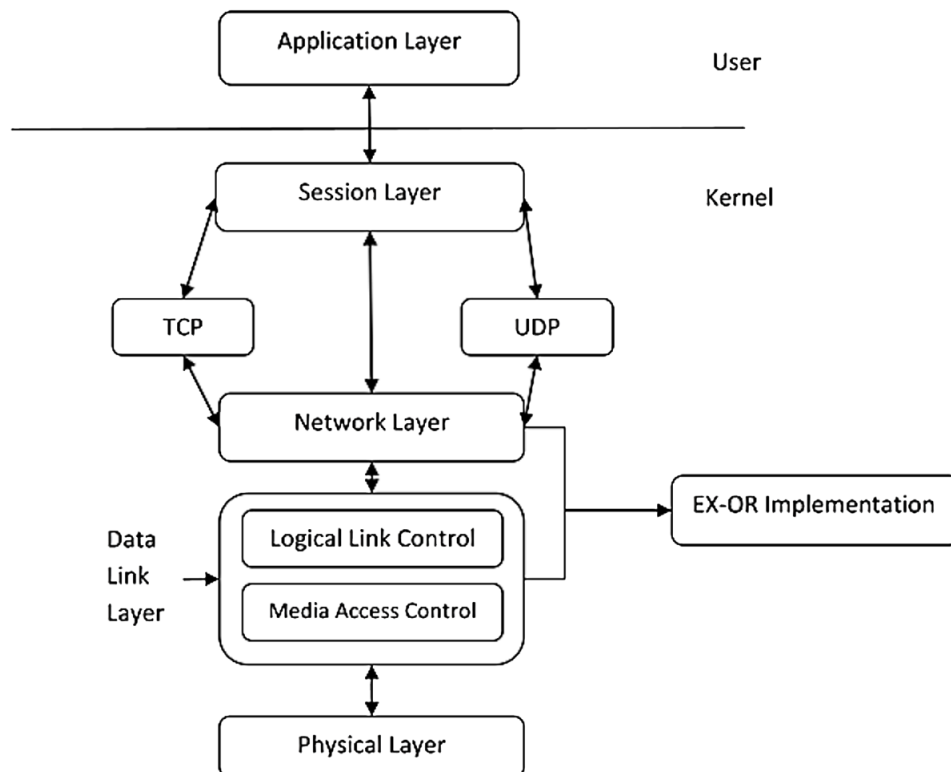 Application Layer
User
Session Layer
Kernel
TCP
UDP
Network Layer
EX-OR Implementation
Logical Link Control
Data
Link
Layer
Media Access Control
Physical Layer